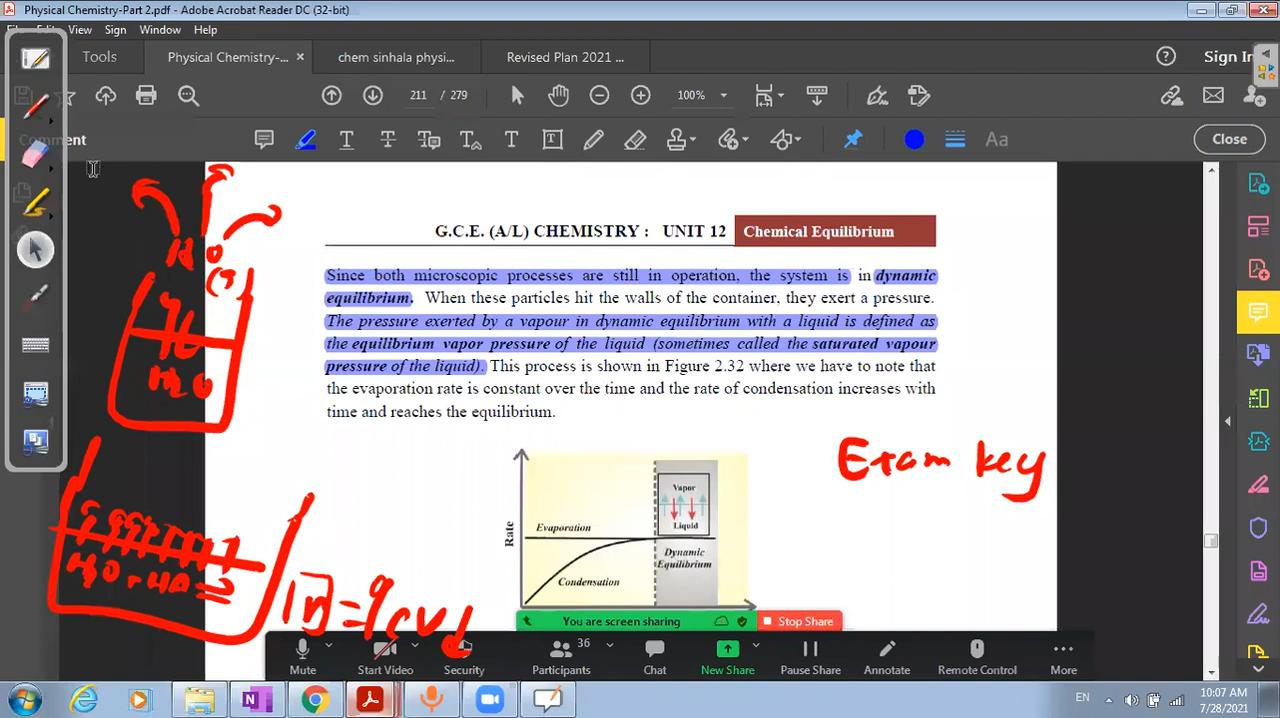 Physical Chemistry-Part 2.pdf - Adobe Acrobat Reader DC (32-bit)
File Edit View Sign Window Help
Tools Physical Chemistry-... × chem sinhala physi... Revised Plan 2021 ... Sign In
211 / 279 100%
Comment Aa Close
G.C.E. (A/L) CHEMISTRY : UNIT 12 Chemical Equilibrium
Since both microscopic processes are still in operation, the system is in dynamic
equilibrium. When these particles hit the walls of the container, they exert a pressure.
The pressure exerted by a vapour in dynamic equilibrium with a liquid is defined as
the equilibrium vapor pressure of the liquid (sometimes called the saturated vapour
pressure of the liquid). This process is shown in Figure 2.32 where we have to note that
the evaporation rate is constant over the time and the rate of condensation increases with
time and reaches the equilibrium.
H2O
Exam key
Rate
Evaporation
Condensation
Vapor
Liquid
Dynamic
Equilibrium
You are screen sharing Stop Share
Mute Start Video Security Participants 36 Chat New Share Pause Share Annotate Remote Control More
EN 10:07 AM
7/28/2021